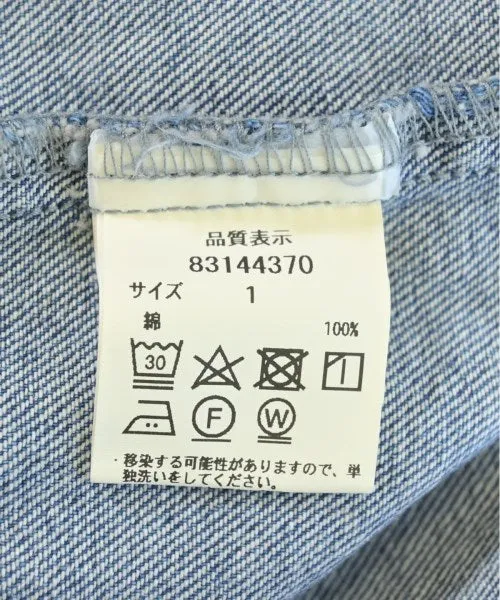 品質表示
83144370
サイズ 1
綿 100%
30
F W
・移染する可能性がありますので、単
独洗いをしてください。